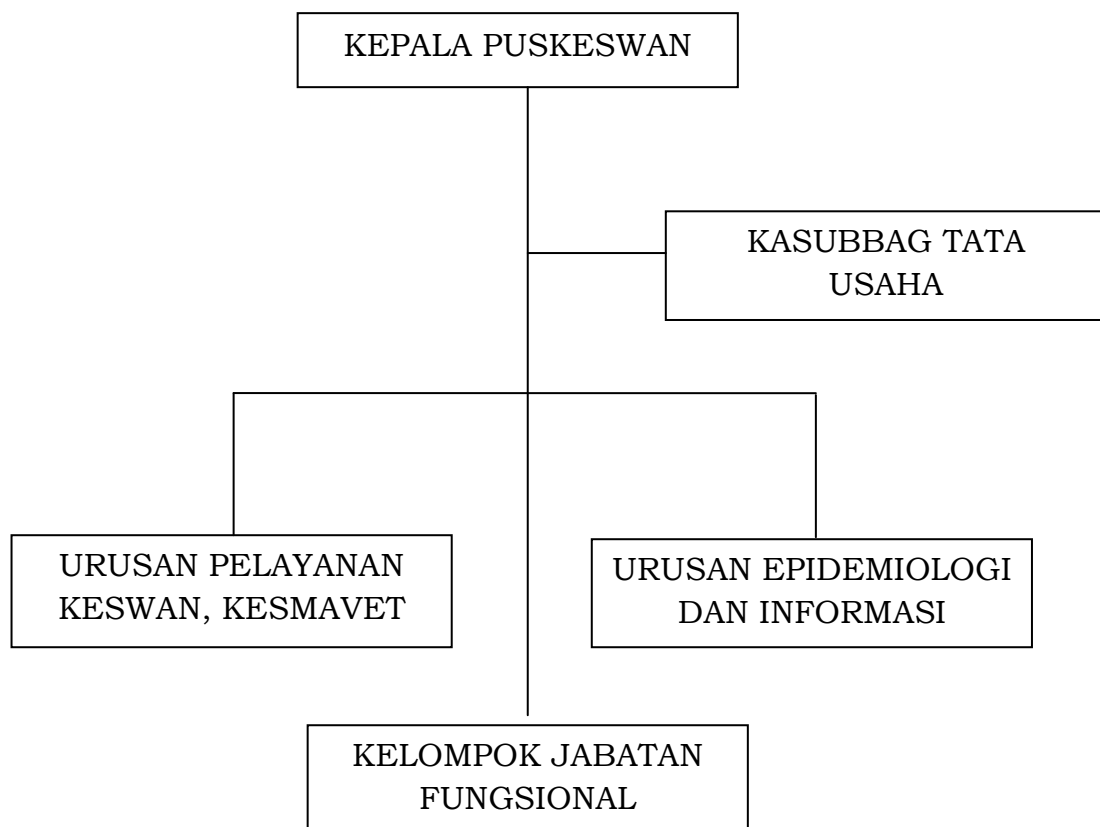 KEPALA PUSKESWAN
KASUBBAG TATA
USAHA
URUSAN PELAYANAN
KESWAN, KESMAVET
URUSAN EPIDEMIOLOGI
DAN INFORMASI
KELOMPOK JABATAN
FUNGSIONAL